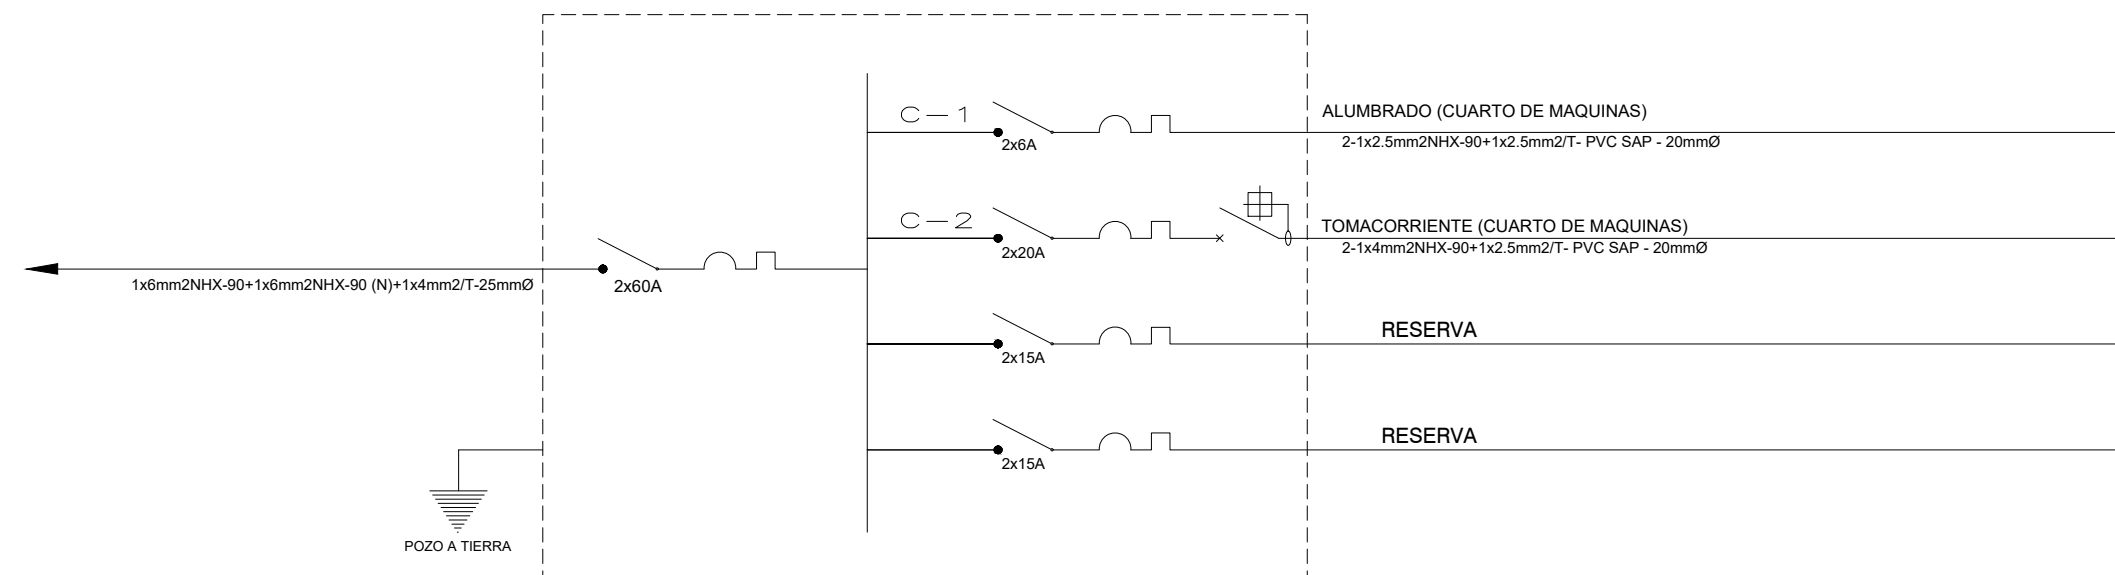 C-1
2x6A
ALUMBRADO (CUARTO DE MAQUINAS)
2-1x2.5mm2NHX-90+1x2.5mm2/T- PVC SAP - 20mmØ
C-2
2x20A
TOMACORRIENTE (CUARTO DE MAQUINAS)
2-1x4mm2NHX-90+1x2.5mm2/T- PVC SAP - 20mmØ
1x6mm2NHX-90+1x6mm2NHX-90 (N)+1x4mm2/T-25mmØ
2x60A
2x15A
RESERVA
2x15A
RESERVA
POZO A TIERRA